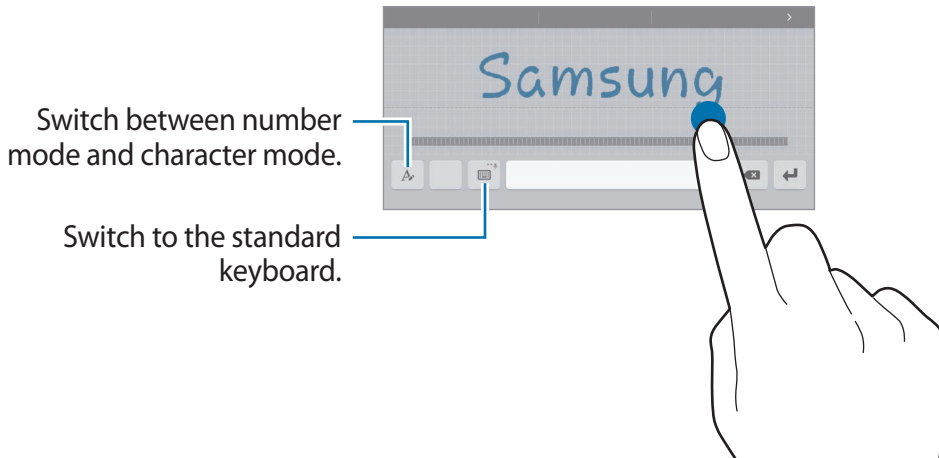 Samsung
Switch between number
mode and character mode.
Switch to the standard
keyboard.